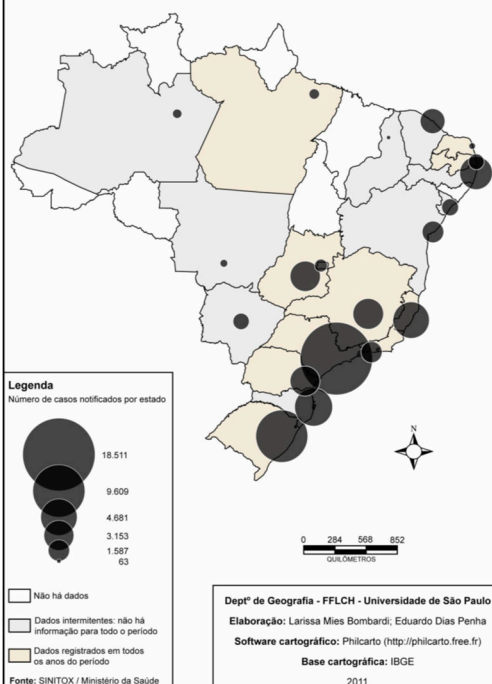 N
0 284 568 852
QUILÔMETROS
Legenda
Número de casos notificados por estado
18.511
9.609
4.681
3.153
1.587
63
Não há dados
Dados intermitentes: não há
informação para todo o período
Dados registrados em todos
os anos do período
Fonte: SINITOX / Ministério da Saúde
Deptº de Geografia - FFLCH - Universidade de São Paulo
Elaboração: Larissa Mies Bombardi; Eduardo Dias Penha
Software cartográfico: Philcarto (http://philcarto.free.fr)
Base cartográfica: IBGE
2011